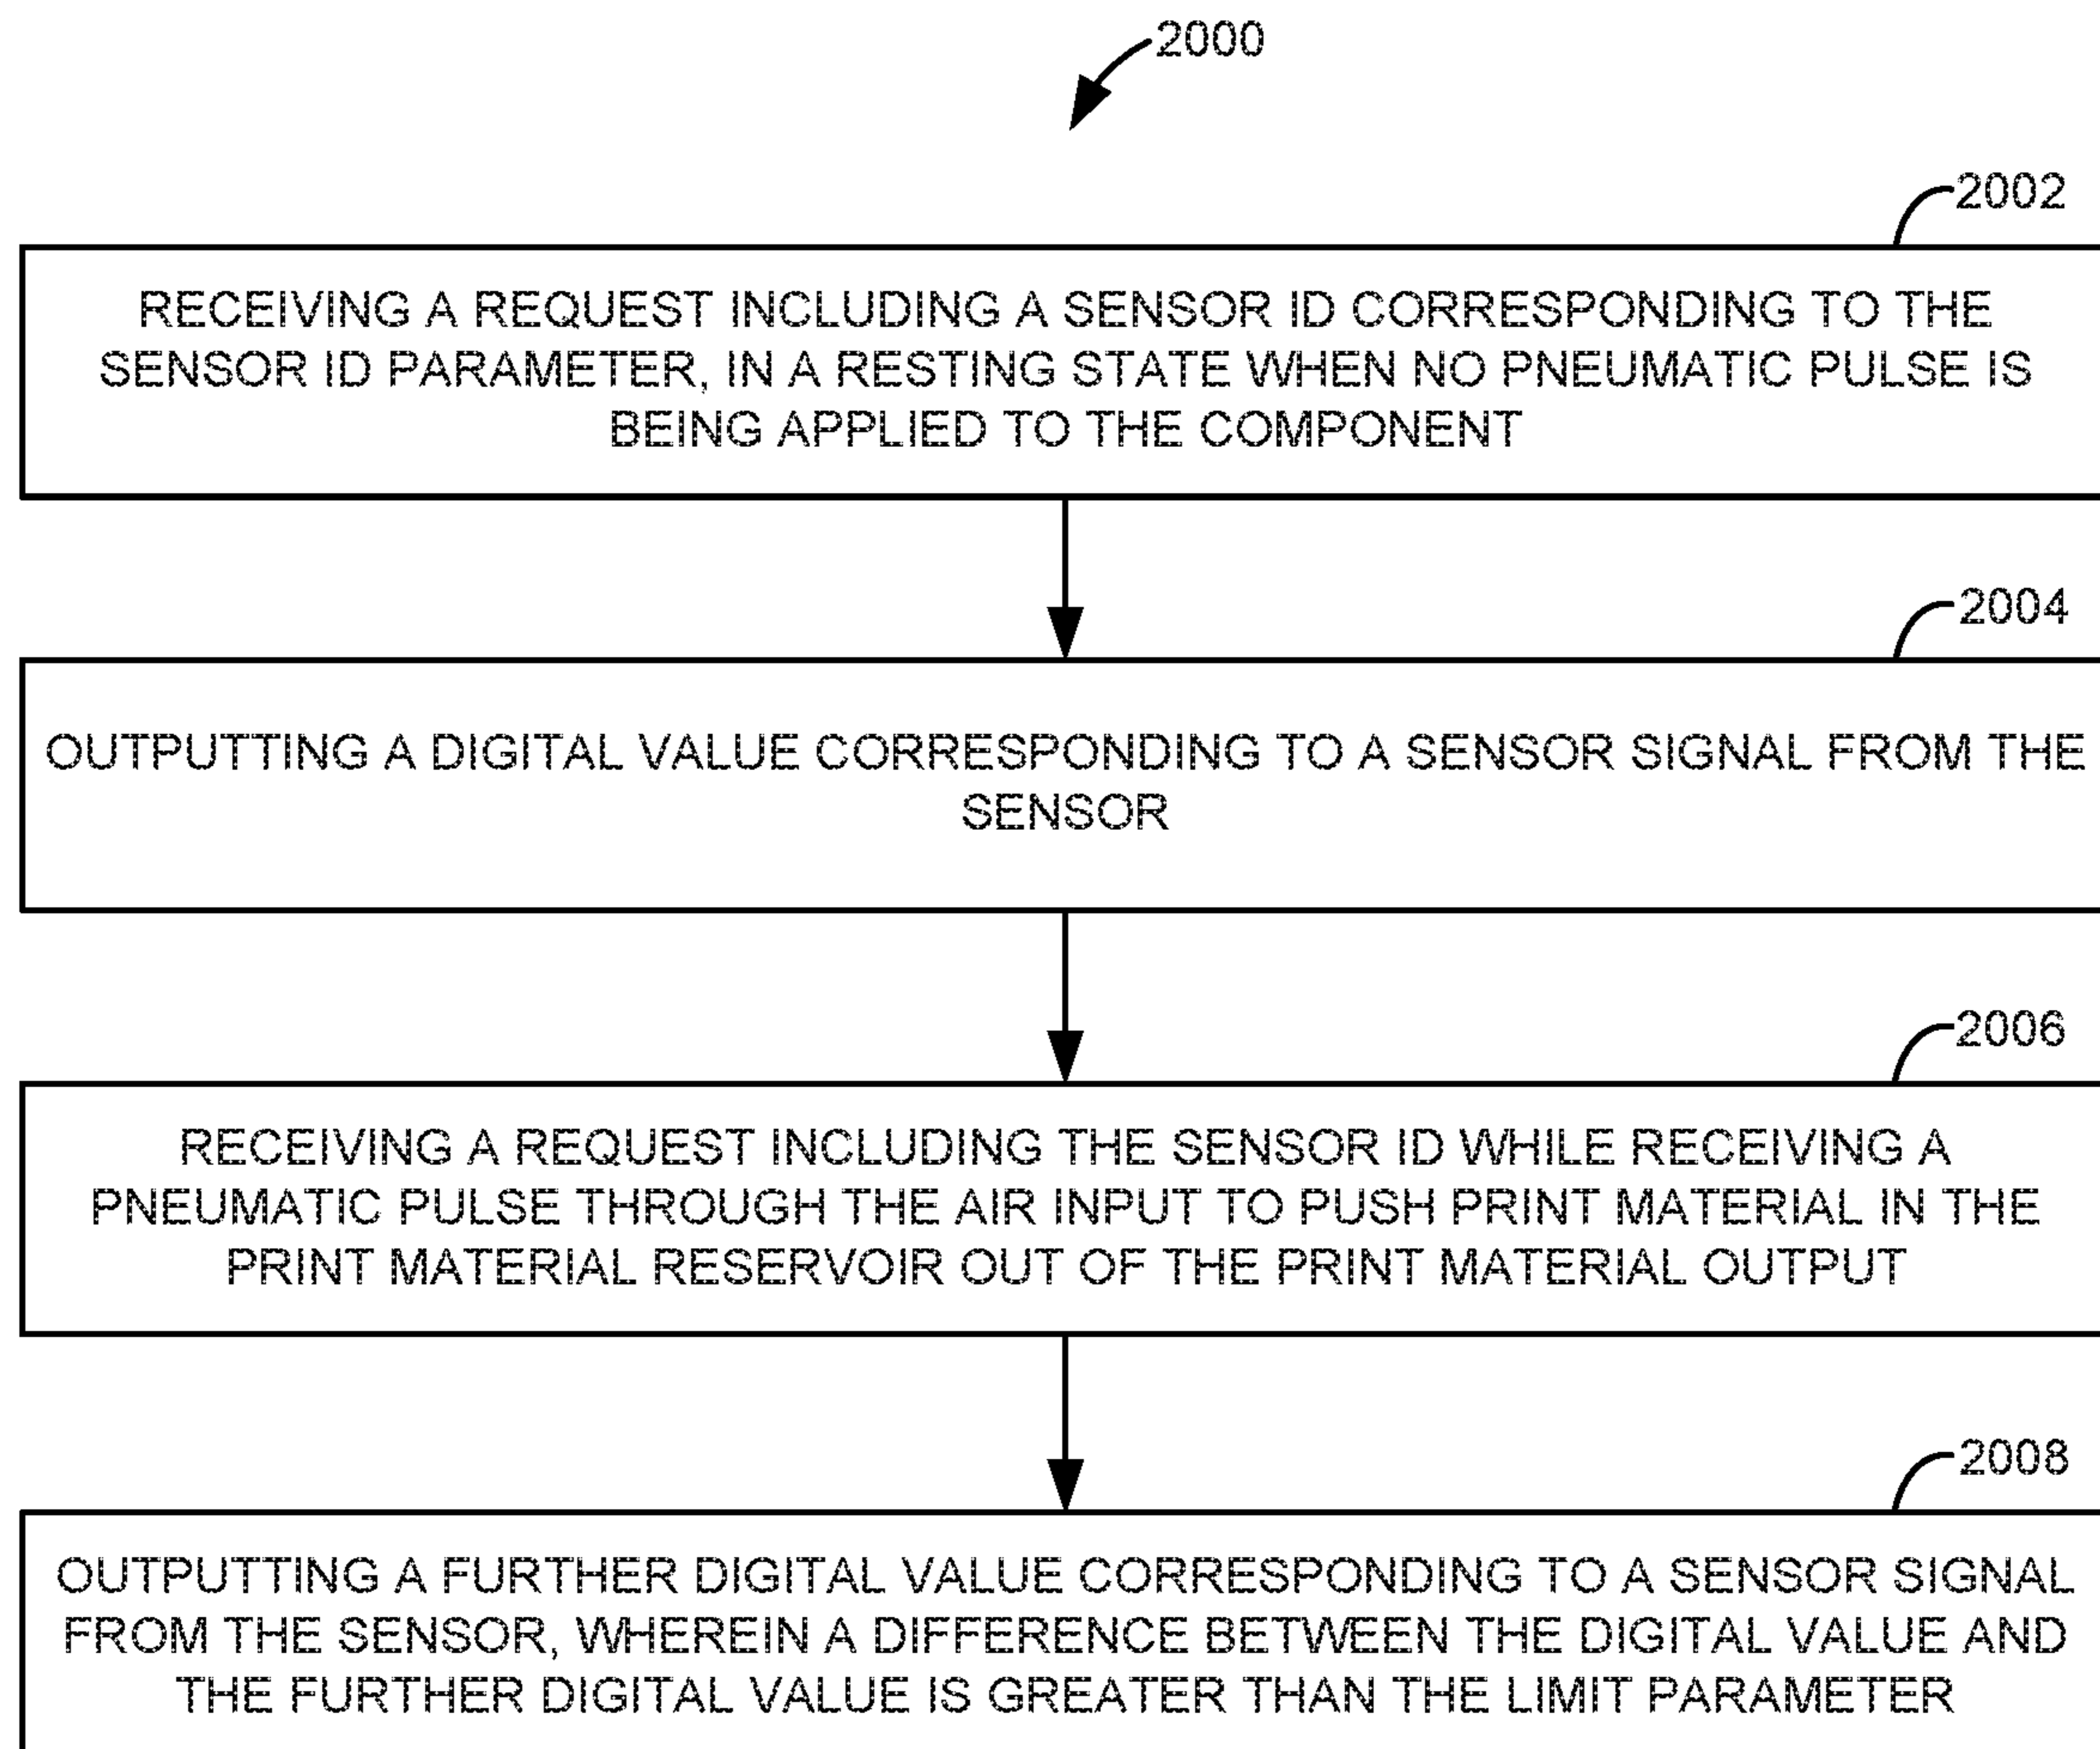 2000
2002
RECEIVING A REQUEST INCLUDING A SENSOR ID CORRESPONDING TO THE
SENSOR ID PARAMETER, IN A RESTING STATE WHEN NO PNEUMATIC PULSE IS
BEING APPLIED TO THE COMPONENT
2004
OUTPUTTING A DIGITAL VALUE CORRESPONDING TO A SENSOR SIGNAL FROM THE
SENSOR
2006
RECEIVING A REQUEST INCLUDING THE SENSOR ID WHILE RECEIVING A
PNEUMATIC PULSE THROUGH THE AIR INPUT TO PUSH PRINT MATERIAL IN THE
PRINT MATERIAL RESERVOIR OUT OF THE PRINT MATERIAL OUTPUT
2008
OUTPUTTING A FURTHER DIGITAL VALUE CORRESPONDING TO A SENSOR SIGNAL
FROM THE SENSOR, WHEREIN A DIFFERENCE BETWEEN THE DIGITAL VALUE AND
THE FURTHER DIGITAL VALUE IS GREATER THAN THE LIMIT PARAMETER